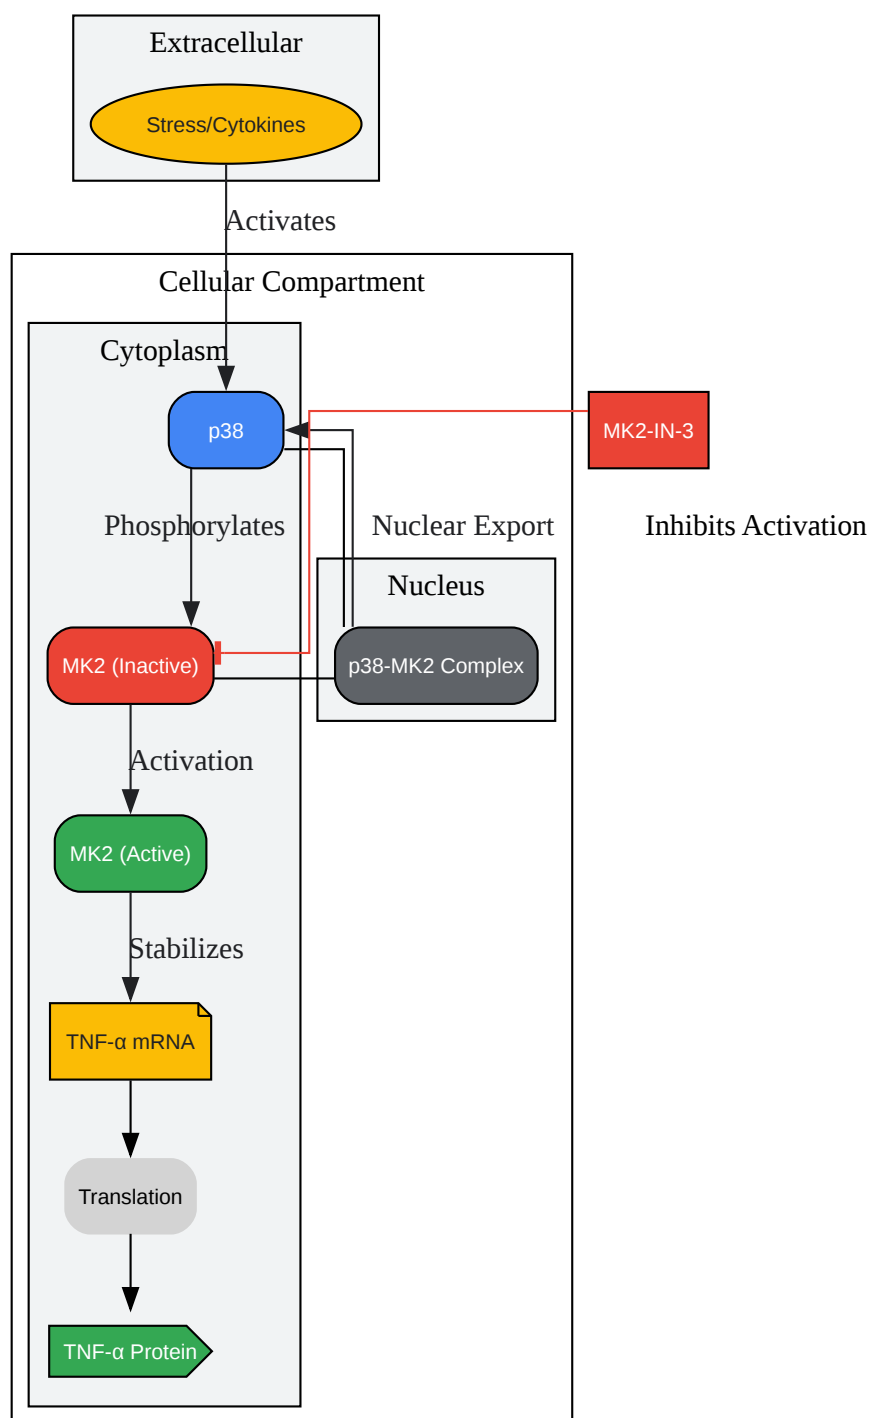 Extracellular
Stress/Cytokines
Activates
Cellular Compartment
Cytoplasm
p38
MK2-IN-3
Phosphorylates
Nuclear Export
Inhibits Activation
Nucleus
MK2 (Inactive)
p38-MK2 Complex
Activation
MK2 (Active)
Stabilizes
TNF-α mRNA
Translation
TNF-α Protein